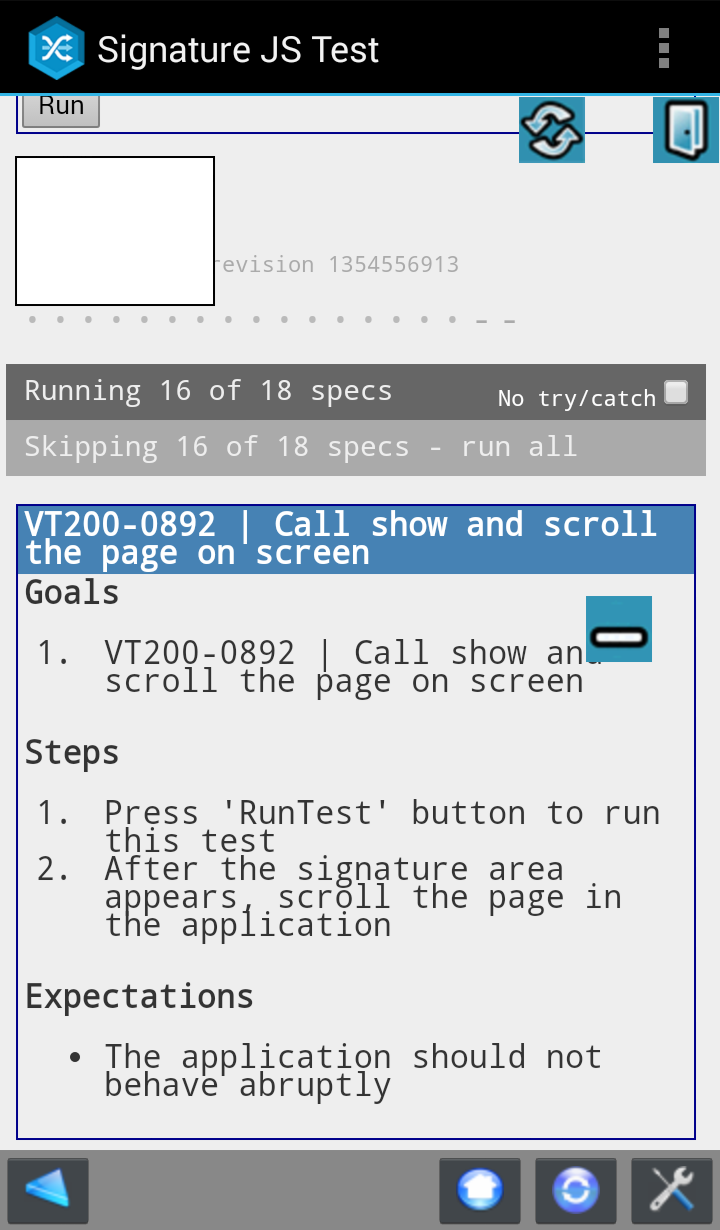 Signature JS Test
Run
revision 1354556913
Running 16 of 18 specs
No try/catch
Skipping 16 of 18 specs - run all
VT200-0892 | Call show and scroll
the page on screen
Goals
1. VT200-0892 | Call show and
scroll the page on screen
Steps
1. Press 'RunTest' button to run
this test
2. After the signature area
appears, scroll the page in
the application
Expectations
• The application should not
behave abruptly